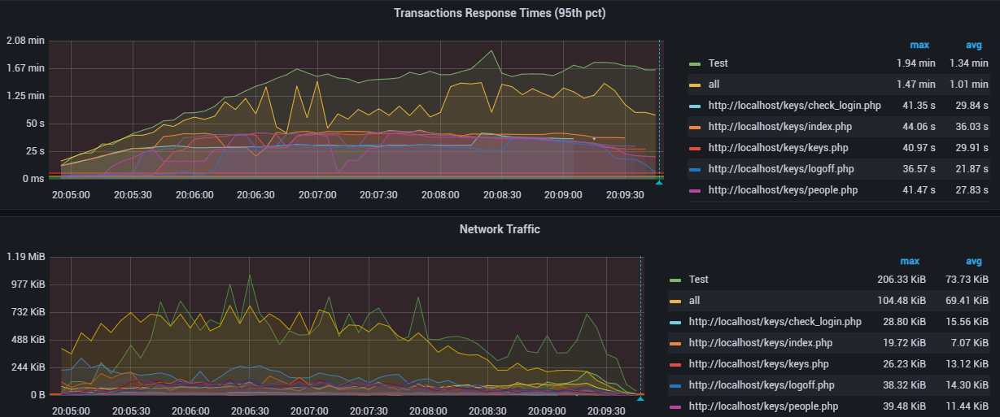 Transactions Response Times (95th pct)
2.08 min
1.67 min
1.25 min
50 s
25 s
0 ms
20:05:00 20:05:30 20:06:00 20:06:30 20:07:00 20:07:30 20:08:00 20:08:30 20:09:00 20:09:30
max avg
Test 1.94 min 1.34 min
all 1.47 min 1.01 min
http://localhost/keys/check_login.php 41.35 s 29.84 s
http://localhost/keys/index.php 44.06 s 36.03 s
http://localhost/keys/keys.php 40.97 s 29.91 s
http://localhost/keys/logoff.php 36.57 s 21.87 s
http://localhost/keys/people.php 41.47 s 27.83 s
Network Traffic
1.19 MiB
977 KiB
732 KiB
488 KiB
244 KiB
0 B
20:05:00 20:05:30 20:06:00 20:06:30 20:07:00 20:07:30 20:08:00 20:08:30 20:09:00 20:09:30
max avg
Test 206.33 KiB 73.73 KiB
all 104.48 KiB 69.41 KiB
http://localhost/keys/check_login.php 28.80 KiB 15.56 KiB
http://localhost/keys/index.php 19.72 KiB 7.07 KiB
http://localhost/keys/keys.php 26.23 KiB 13.12 KiB
http://localhost/keys/logoff.php 38.32 KiB 14.30 KiB
http://localhost/keys/people.php 39.48 KiB 11.44 KiB